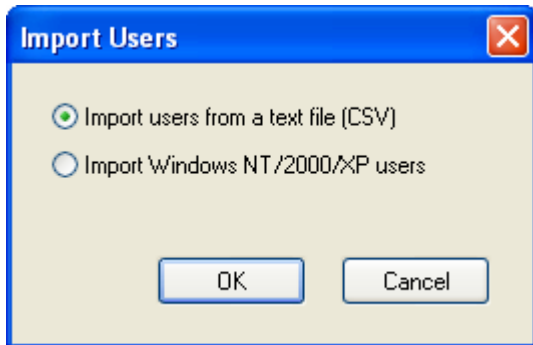 Import Users
Import users from a text file (CSV)
Import Windows NT/2000/XP users
OK Cancel